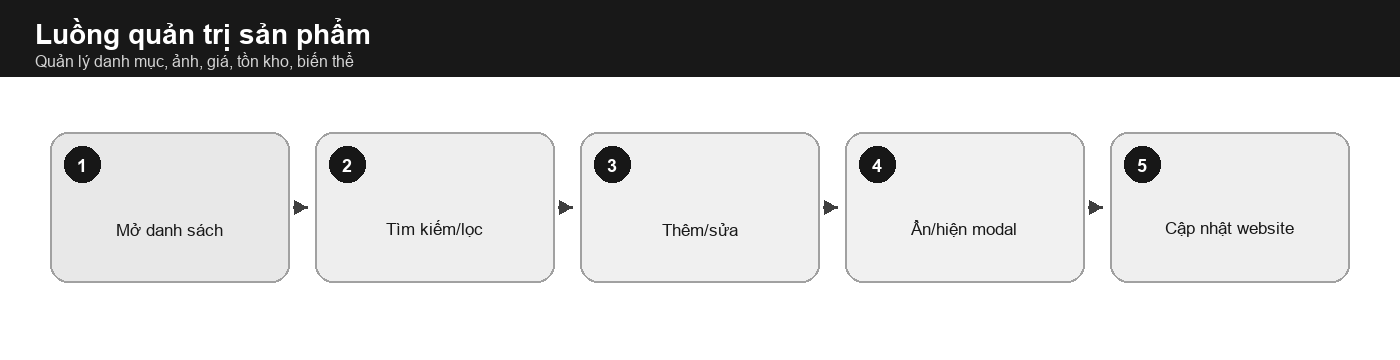 Luồng quản trị sản phẩm
Quản lý danh mục, ảnh, giá, tồn kho, biến thể
1
Mở danh sách
2
Tìm kiếm/lọc
3
Thêm/sửa
4
Ẩn/hiện modal
5
Cập nhật website